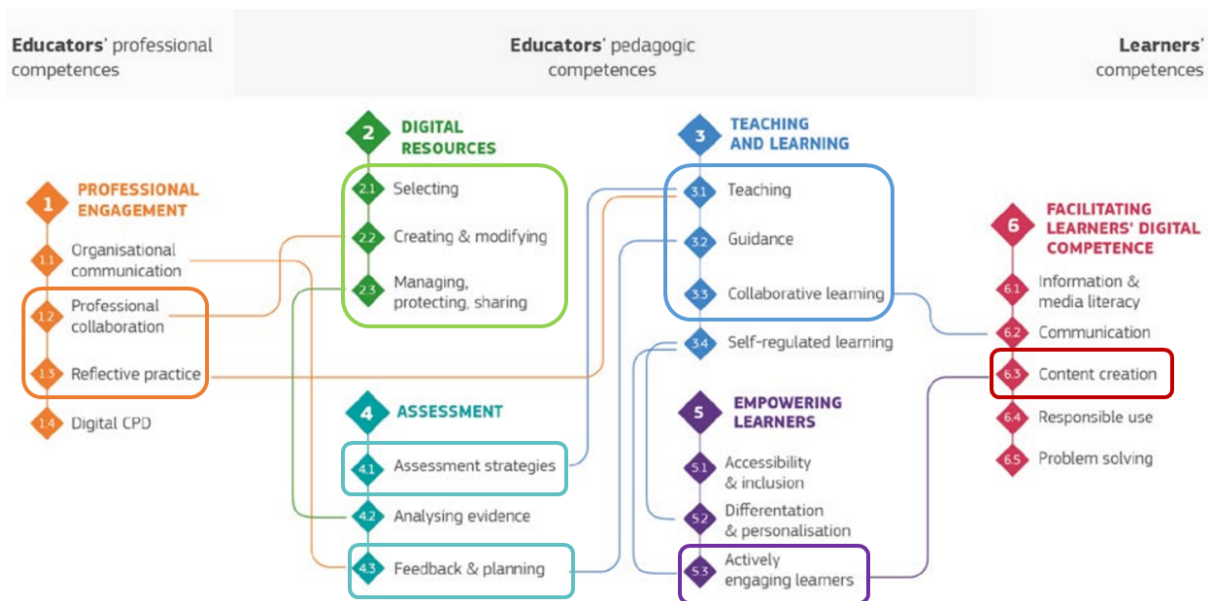 Educators' professional
competences
Educators' pedagogic
competences
Learners'
competences
1
PROFESSIONAL
ENGAGEMENT
1.1
Organisational
communication
1.2
Professional
collaboration
1.3
Reflective practice
1.4
Digital CPD
2
DIGITAL
RESOURCES
2.1
Selecting
2.2
Creating & modifying
2.3
Managing,
protecting, sharing
3
TEACHING
AND LEARNING
3.1
Teaching
3.2
Guidance
3.3
Collaborative learning
3.4
Self-regulated learning
4
ASSESSMENT
4.1
Assessment strategies
4.2
Analysing evidence
4.3
Feedback & planning
5
EMPOWERING
LEARNERS
5.1
Accessibility
& inclusion
5.2
Differentation
& personalisation
5.3
Actively
engaging learners
6
FACILITATING
LEARNERS' DIGITAL
COMPETENCE
6.1
Information &
media literacy
6.2
Communication
6.3
Content creation
6.4
Responsible use
6.5
Problem solving